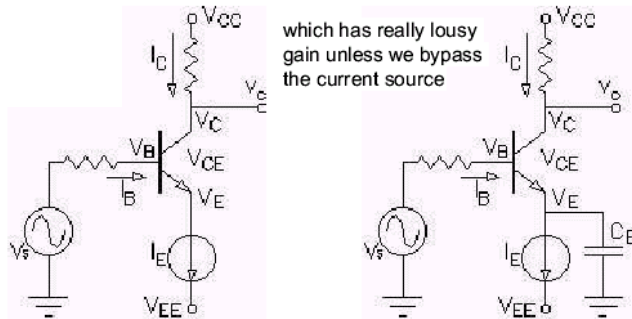 VCC
which has really lousy
gain unless we bypass
the current source
VCC
IC
IC
Vo
Vo
VC
VC
VB
VCE
VB
VCE
IB
VE
IB
VE
Vs
IE
Vs
IE
CE
VEE
VEE